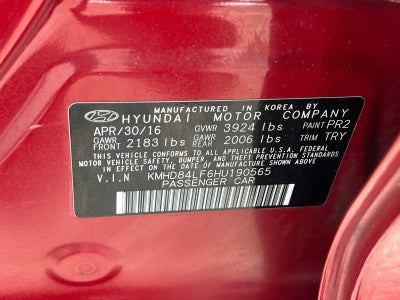 MANUFACTURED IN KOREA BY
HYUNDAI MOTOR COMPANY
APR/30/16 GVWR 3924 lbs PAINT PR2
GAWR FRONT 2183 lbs GAWR REAR 2006 lbs TRIM TRY
THIS VEHICLE CONFORMS TO ALL APPLICABLE U.S.A. FEDERAL
MOTOR VEHICLE SAFETY, BUMPER, AND THEFT PREVENTION STANDARDS
IN EFFECT ON THE DATE OF MANUFACTURE SHOWN ABOVE.
V.I.N KMHD84LF6HU190565
PASSENGER CAR